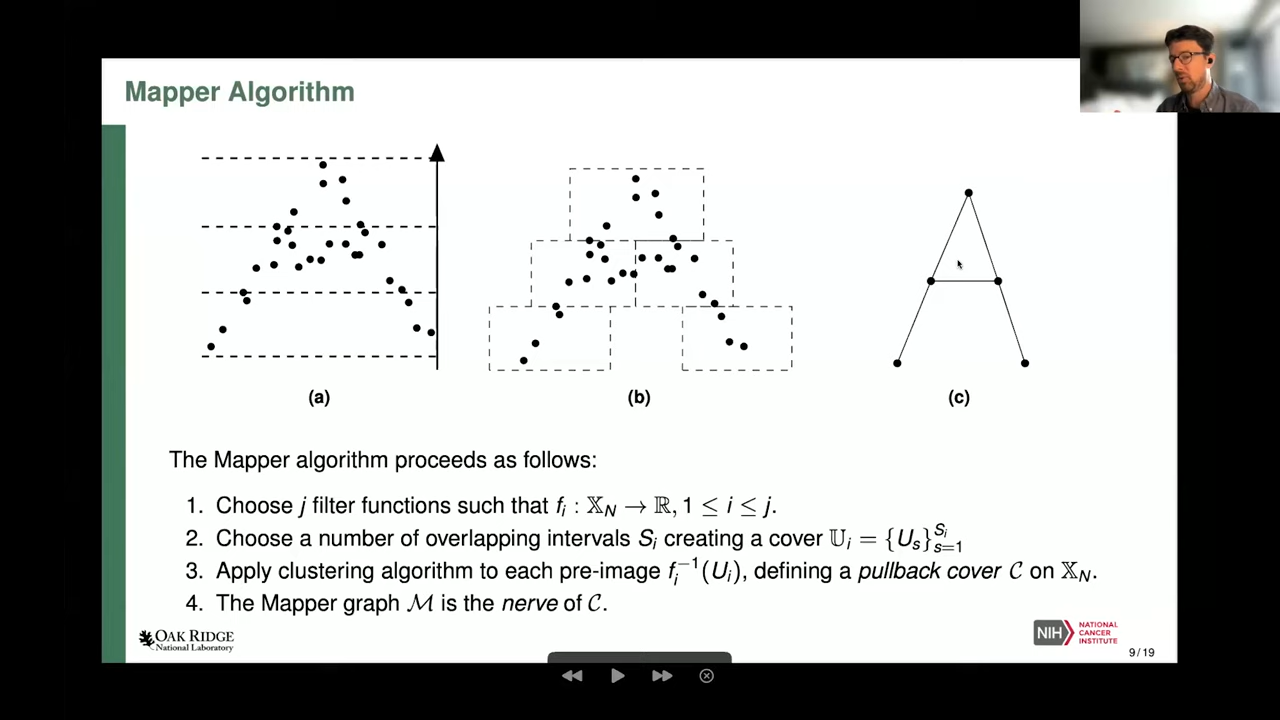 Mapper Algorithm
(a)
(b)
(c)
The Mapper algorithm proceeds as follows:
1. Choose j filter functions such that fᵢ : 𝕏_N → ℝ, 1 ≤ i ≤ j.
2. Choose a number of overlapping intervals Sᵢ creating a cover 𝕌ᵢ = {U_s}_{s=1}^{Sᵢ}
3. Apply clustering algorithm to each pre-image fᵢ⁻¹(Uᵢ), defining a pullback cover 𝒞 on 𝕏_N.
4. The Mapper graph ℳ is the nerve of 𝒞.
OAK RIDGE
National Laboratory
NIH
NATIONAL
CANCER
INSTITUTE
9 / 19